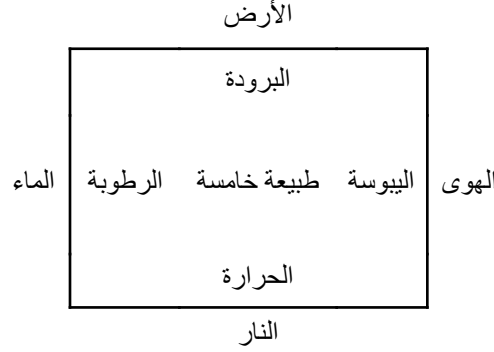 الأرض
البرودة
الهوى اليبوسة طبيعة خامسة الرطوبة الماء
الحرارة
النار